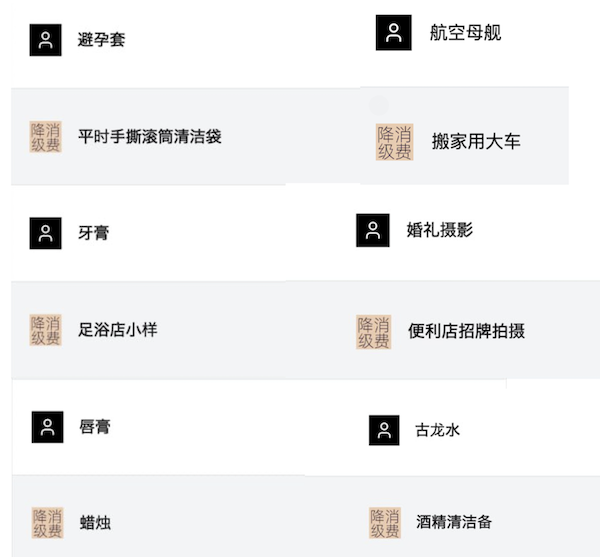 避孕套
降消
级费
平时手撕滚筒清洁袋
牙膏
降消
级费
足浴店小样
唇膏
降消
级费
蜡烛
航空母舰
降消
级费
搬家用大车
婚礼摄影
降消
级费
便利店招牌拍摄
古龙水
降消
级费
酒精清洁备